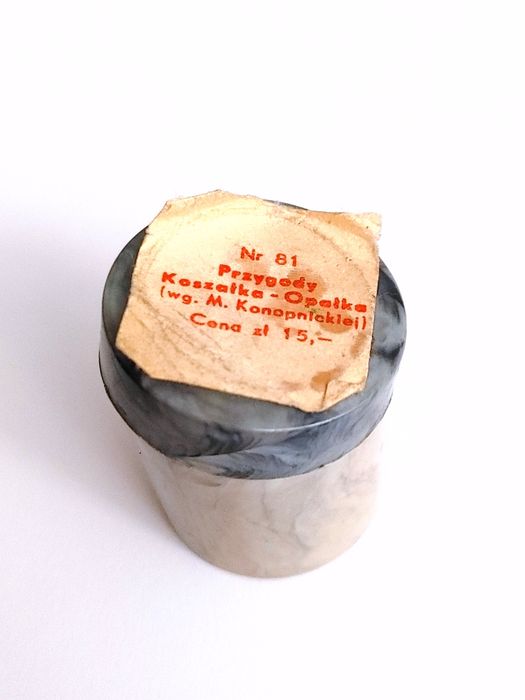 Nr 81
Przygody
Koszałka - Opałka
(wg. M. Konopnickiej)
Cena zł 15,—